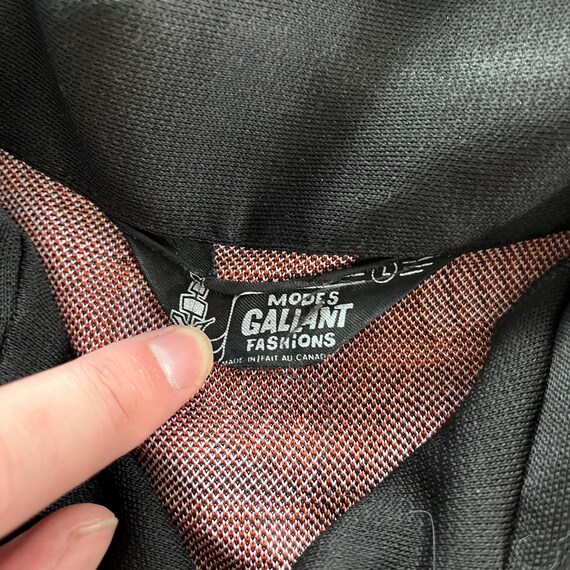 L
MODES
GALLANT
FASHIONS
MADE IN/FAIT AU CANADA